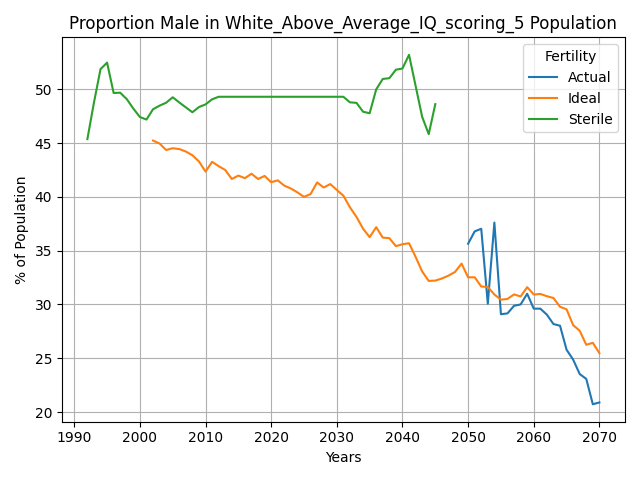 Proportion Male in White_Above_Average_IQ_scoring_5 Population
% of Population
50
45
40
35
30
25
20
Fertility
Actual
Ideal
Sterile
1990 2000 2010 2020 2030 2040 2050 2060 2070
Years